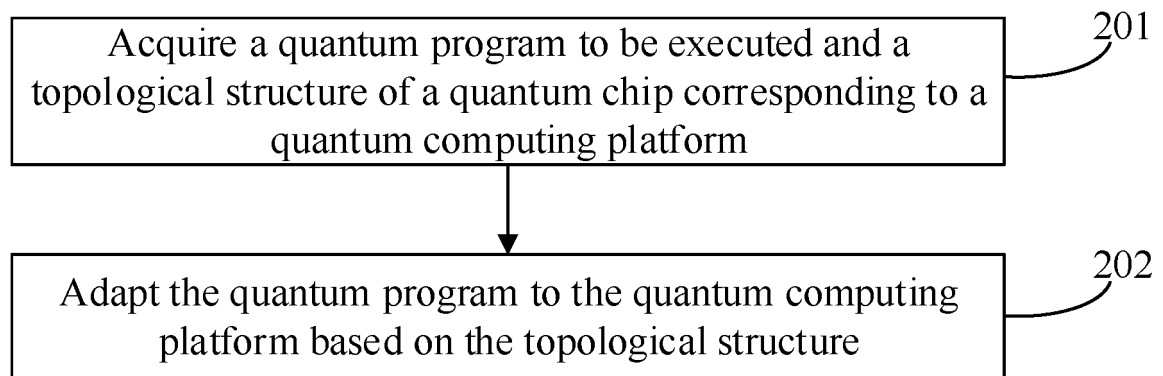 Acquire a quantum program to be executed and a
topological structure of a quantum chip corresponding to a
quantum computing platform
201
Adapt the quantum program to the quantum computing
platform based on the topological structure
202